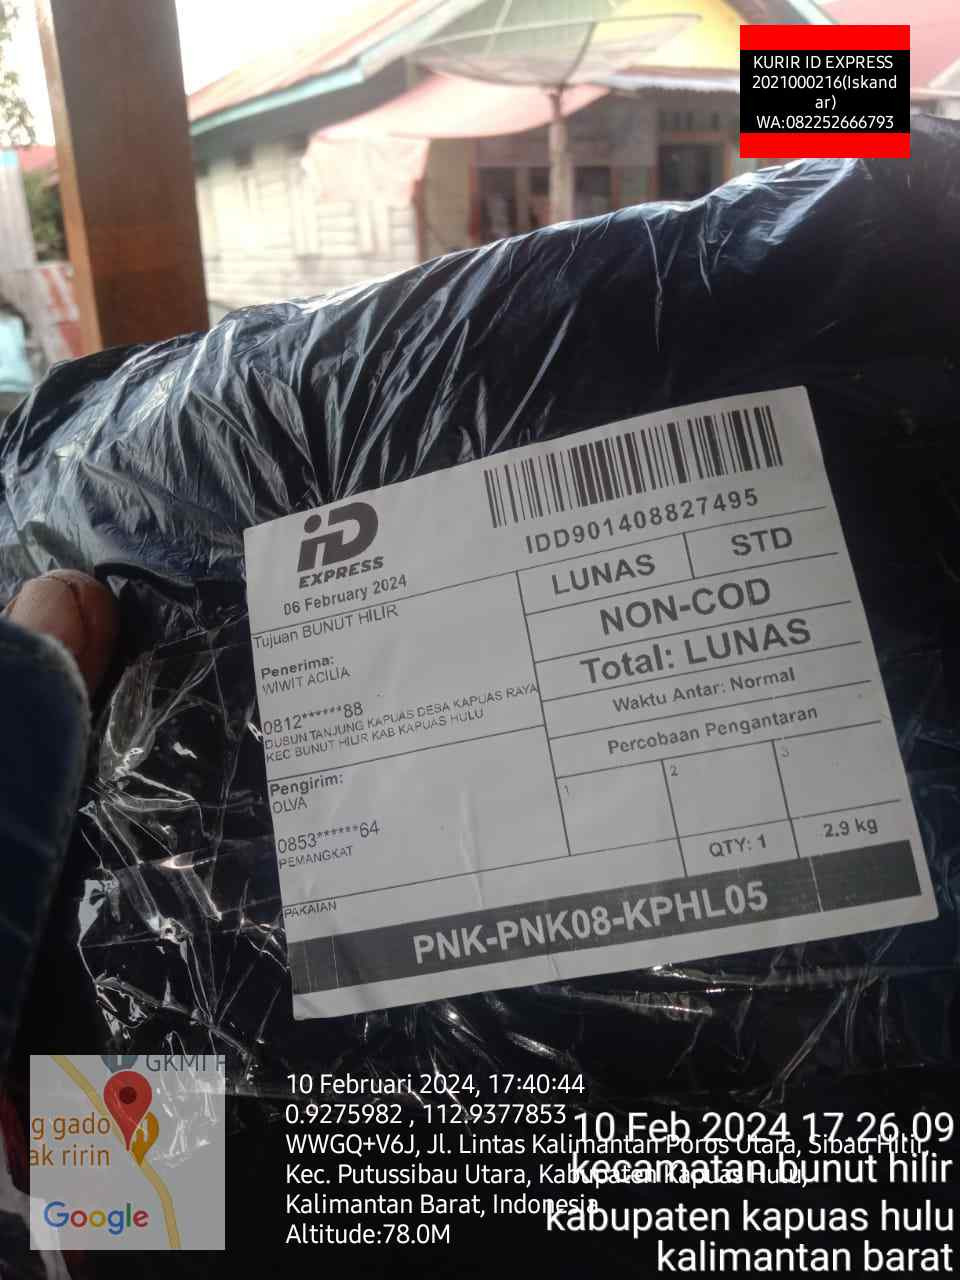 KURIR ID EXPRESS
2021000216(Iskand
ar)
WA:082252666793
iD
EXPRESS
06 February 2024
IDD901408827495
LUNAS
STD
Tujuan BUNUT HILIR
NON-COD
Penerima:
WIWIT ACILIA
Total: LUNAS
0812******88
DUSUN TANJUNG KAPUAS DESA KAPUAS RAYA
KEC BUNUT HILIR KAB KAPUAS HULU
Waktu Antar: Normal
Percobaan Pengantaran
Pengirim:
OLVA
1
2
3
0853******64
PEMANGKAT
QTY: 1
2.9 kg
PAKAIAN
PNK-PNK08-KPHL05
GKMI
g gado
ak ririn
Google
10 Februari 2024, 17:40:44
0.9275982 , 112.9377853
WWGQ+V6J, Jl. Lintas Kalimantan Poros Utara, Sibau Hilir,
Kec. Putussibau Utara, Kabupaten Kapuas Hulu,
Kalimantan Barat, Indonesia
Altitude:78.0M
10 Feb 2024 17.26.09
kecamatan bunut hilir
kabupaten kapuas hulu
kalimantan barat